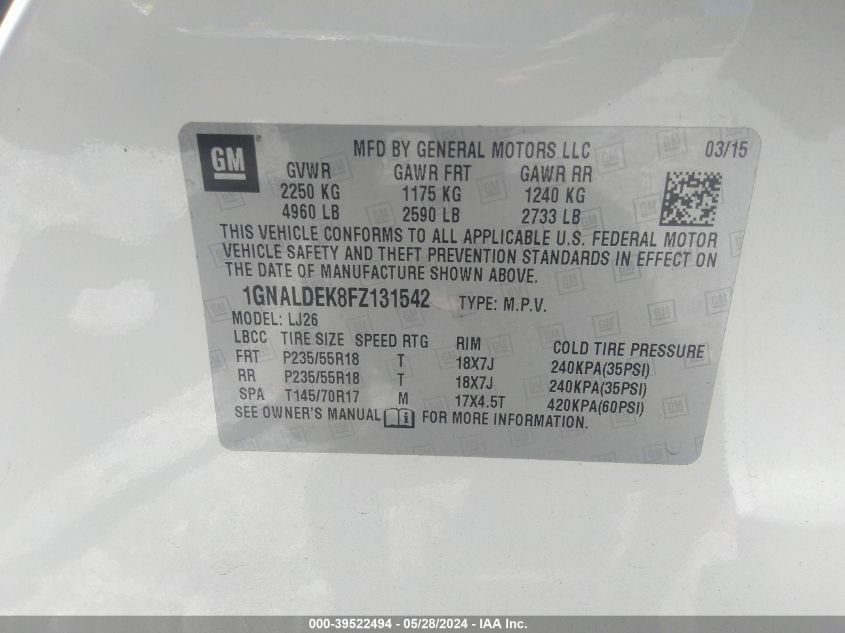 GM
MFD BY GENERAL MOTORS LLC 03/15
GVWR GAWR FRT GAWR RR
2250 KG 1175 KG 1240 KG
4960 LB 2590 LB 2733 LB
THIS VEHICLE CONFORMS TO ALL APPLICABLE U.S. FEDERAL MOTOR
VEHICLE SAFETY AND THEFT PREVENTION STANDARDS IN EFFECT ON
THE DATE OF MANUFACTURE SHOWN ABOVE.
1GNALDEK8FZ131542 TYPE: M.P.V.
MODEL: LJ26
LBCC TIRE SIZE SPEED RTG RIM COLD TIRE PRESSURE
FRT P235/55R18 T 18X7J 240KPA(35PSI)
RR P235/55R18 T 18X7J 240KPA(35PSI)
SPA T145/70R17 M 17X4.5T 420KPA(60PSI)
SEE OWNER'S MANUAL FOR MORE INFORMATION.
000-39522494 - 05/28/2024 - IAA Inc.